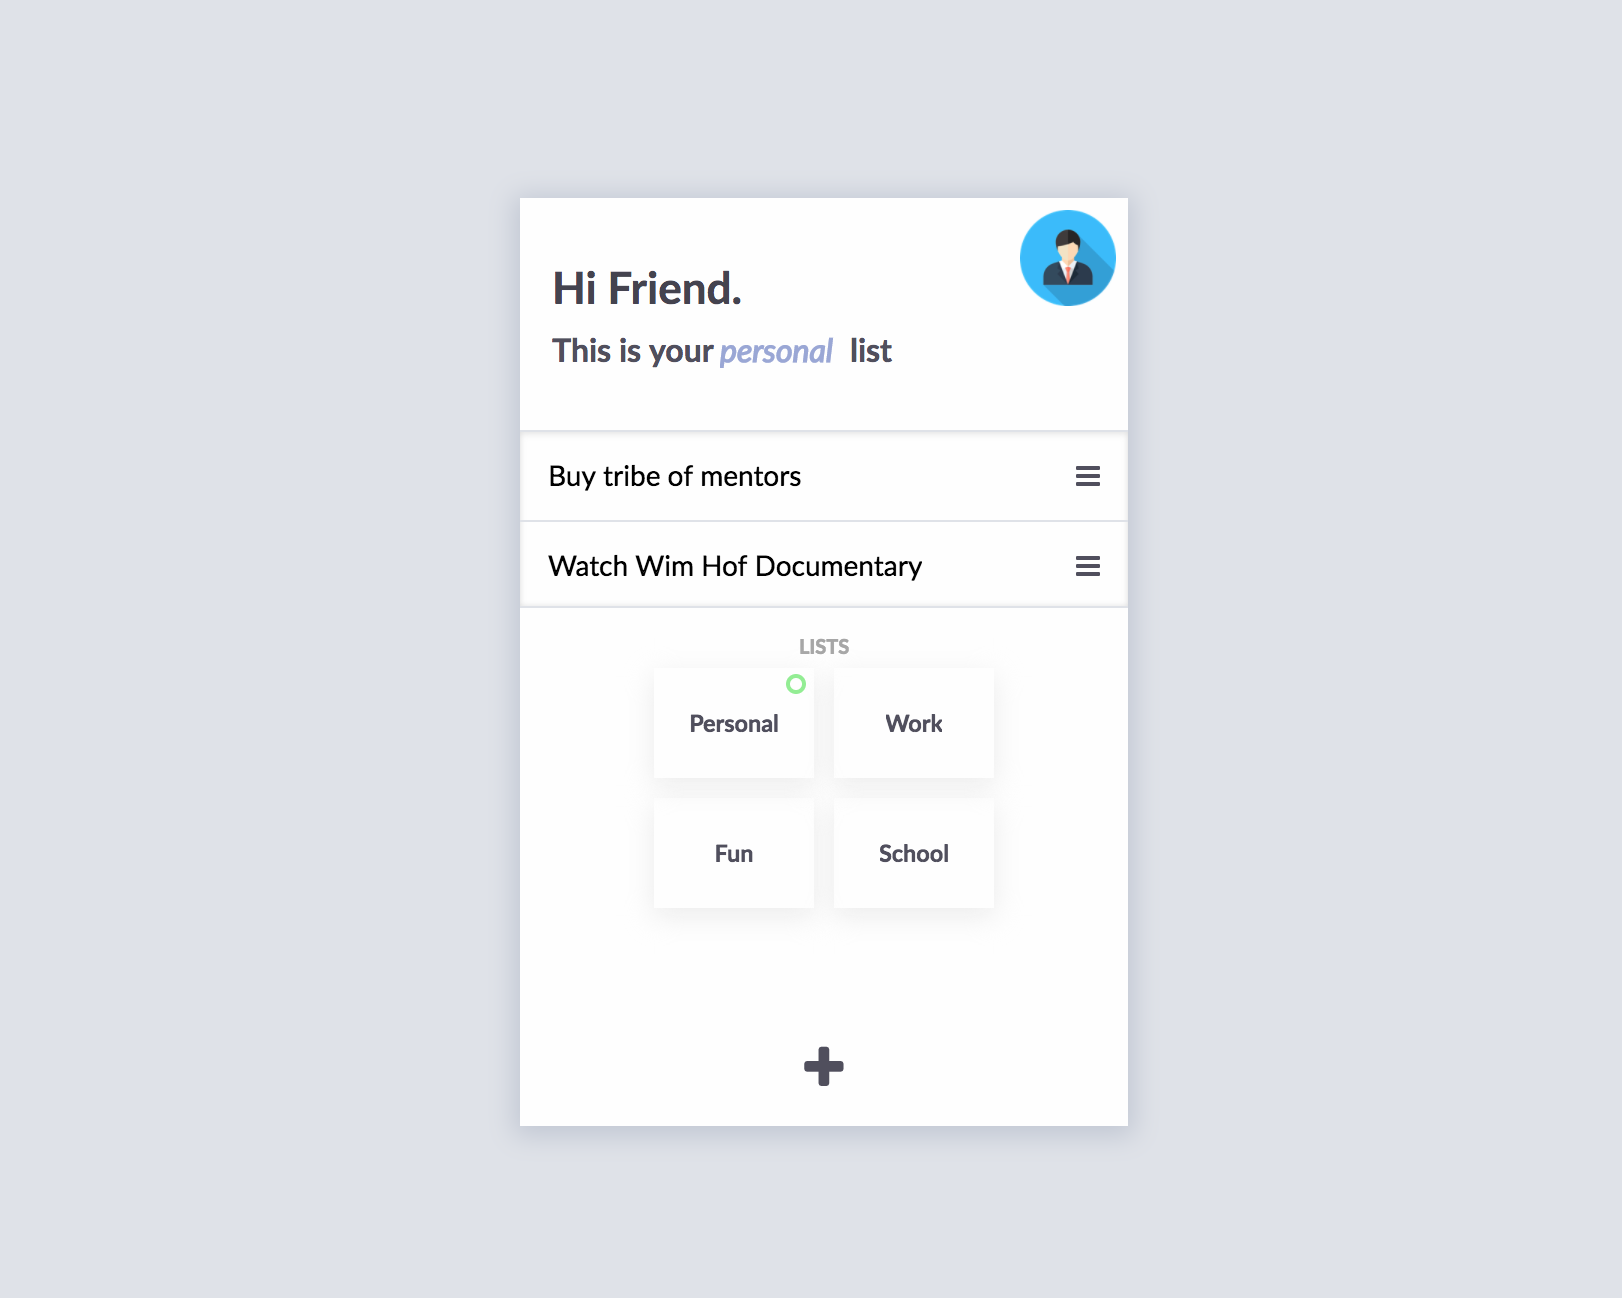 Hi Friend.
This is your personal list
Buy tribe of mentors
Watch Wim Hof Documentary
LISTS
Personal
Work
Fun
School